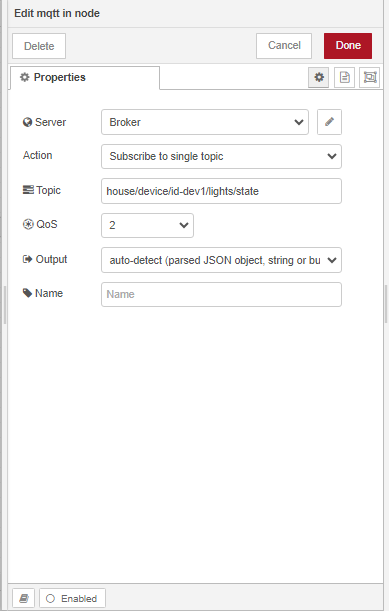 Edit mqtt in node
Delete Cancel Done
Properties
Server Broker
Action Subscribe to single topic
Topic house/device/id-dev1/lights/state
QoS 2
Output auto-detect (parsed JSON object, string or bu
Name Name
Enabled